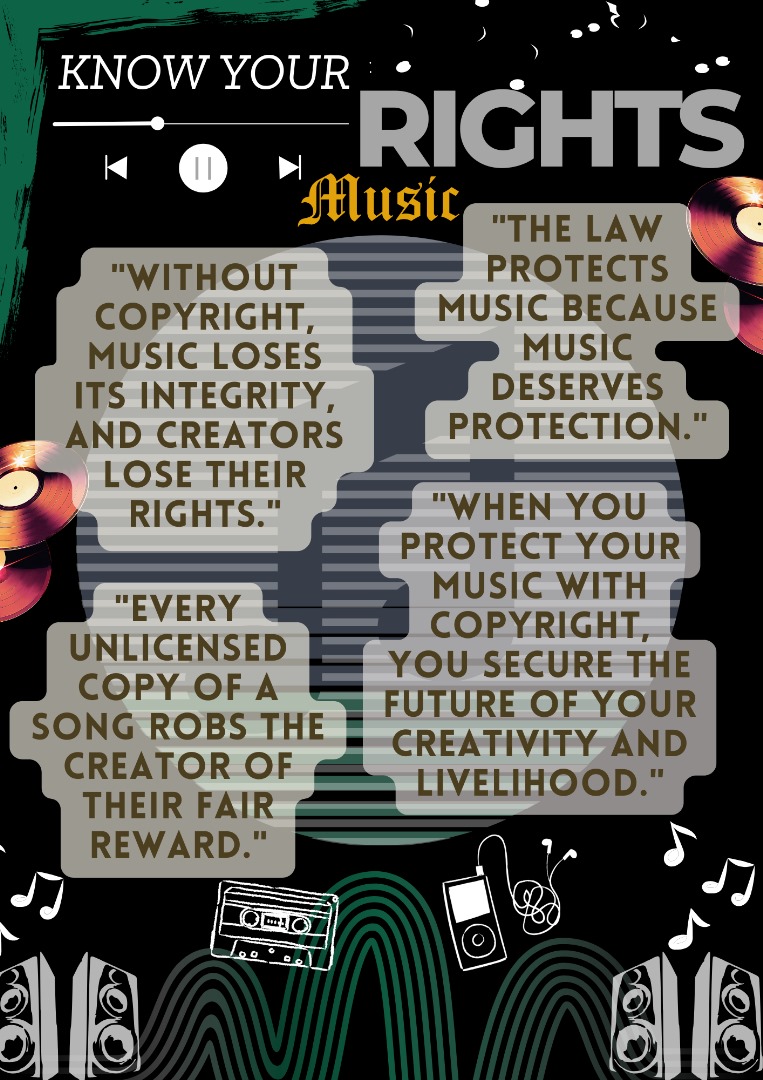 KNOW YOUR
RIGHTS
Music
"WITHOUT
COPYRIGHT,
MUSIC LOSES
ITS INTEGRITY,
AND CREATORS
LOSE THEIR
RIGHTS."
"THE LAW
PROTECTS
MUSIC BECAUSE
MUSIC
DESERVES
PROTECTION."
"EVERY
UNLICENSED
COPY OF A
SONG ROBS THE
CREATOR OF
THEIR FAIR
REWARD."
"WHEN YOU
PROTECT YOUR
MUSIC WITH
COPYRIGHT,
YOU SECURE THE
FUTURE OF YOUR
CREATIVITY AND
LIVELIHOOD."